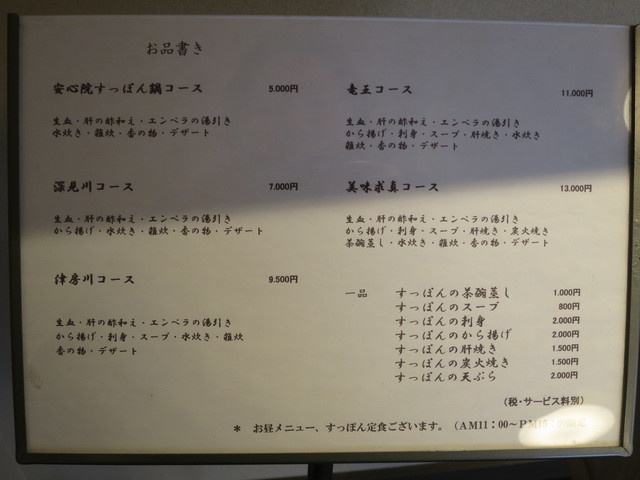 お品書き
安心院すっぽん鍋コース 5.000円
生血・肝の酢和え・エンペラの湯引き
水炊き・雑炊・香の物・デザート
深見川コース 7.000円
生血・肝の酢和え・エンペラの湯引き
から揚げ・水炊き・雑炊・香の物・デザート
津房川コース 9.500円
生血・肝の酢和え・エンペラの湯引き
から揚げ・刺身・スープ・水炊き・雑炊
香の物・デザート
竜王コース 11.000円
生血・肝の酢和え・エンペラの湯引き
から揚げ・刺身・スープ・肝焼き・水炊き
雑炊・香の物・デザート
美味求真コース 13.000円
生血・肝の酢和え・エンペラの湯引き
から揚げ・刺身・スープ・肝焼き・炭火焼き
茶碗蒸し・水炊き・雑炊・香の物・デザート
一品 すっぽんの茶碗蒸し 1.000円
すっぽんのスープ 800円
すっぽんの刺身 2.000円
すっぽんのから揚げ 2.000円
すっぽんの肝焼き 1.500円
すっぽんの炭火焼き 1.500円
すっぽんの天ぷら 2.000円
（税・サービス料別）
＊ お昼メニュー、すっぽん定食ございます。（AM11：00～PM